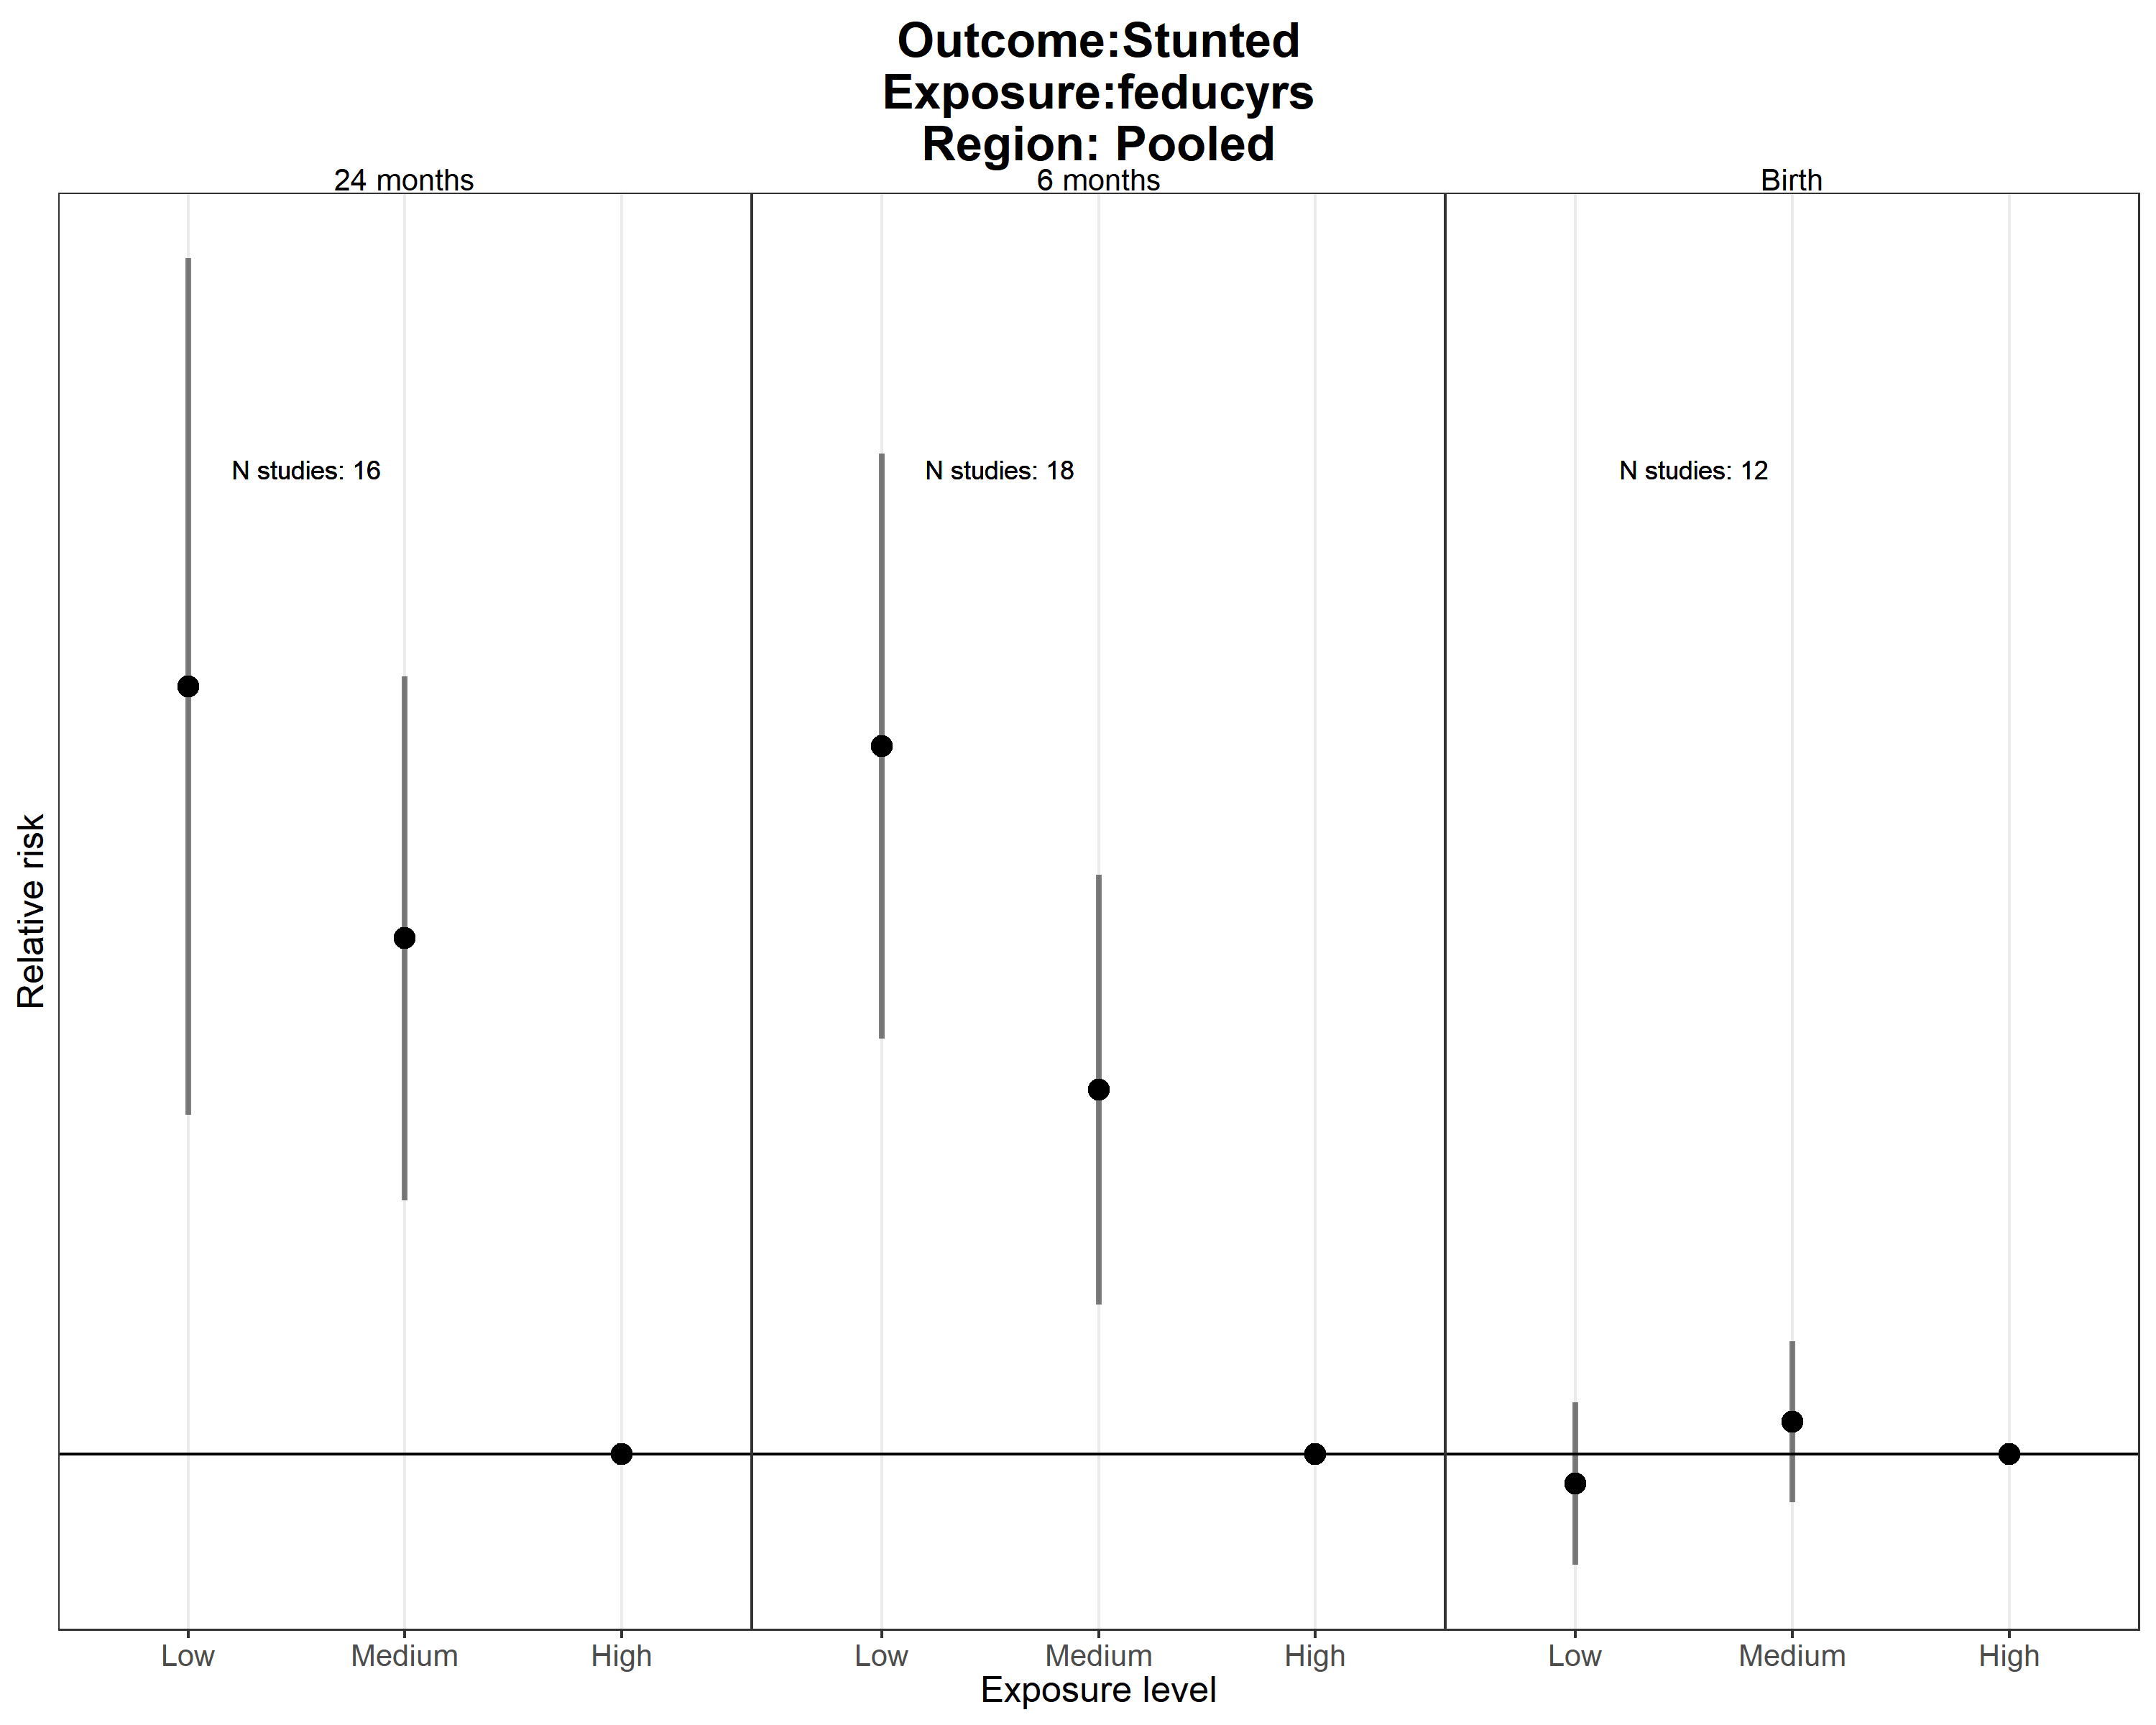 Outcome:Stunted
Exposure:feducyrs
Region: Pooled
24 months
6 months
Birth
N studies: 16
N studies: 18
N studies: 12
Relative risk
Low
Medium
High
Low
Medium
High
Low
Medium
High
Exposure level